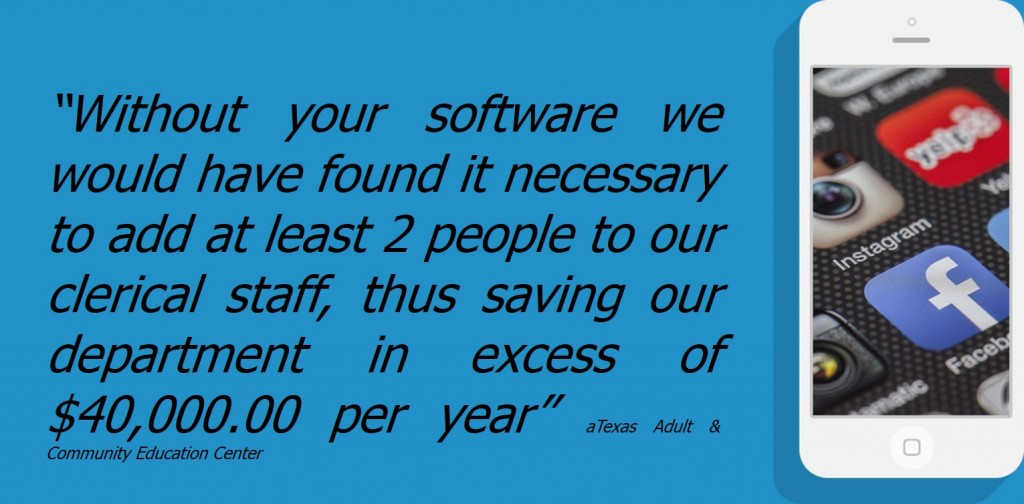 “Without your software we
would have found it necessary
to add at least 2 people to our
clerical staff, thus saving our
department in excess of
$40,000.00 per year” aTexas Adult &
Community Education Center
yelp
Instagram
f